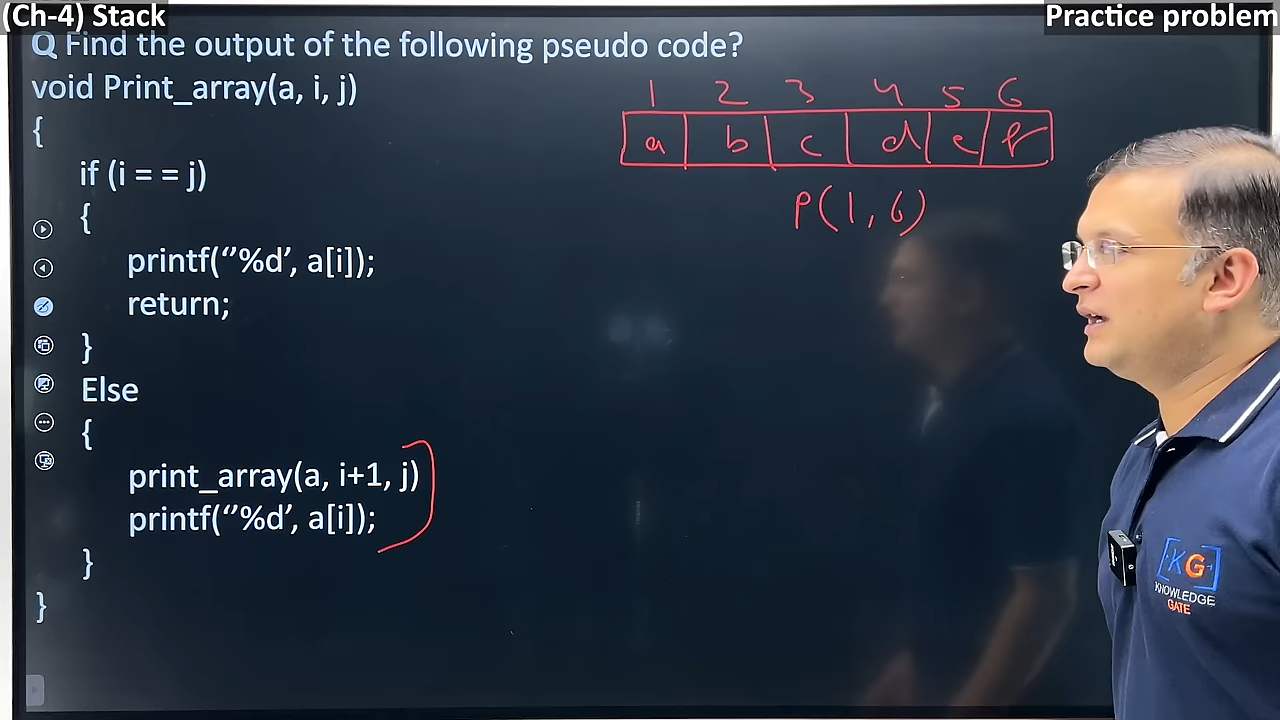 (Ch-4) Stack
Practice problem
Q Find the output of the following pseudo code?
void Print_array(a, i, j)
{
if (i = = j)
{
printf(‘’%d’, a[i]);
return;
}
Else
{
print_array(a, i+1, j)
printf(‘’%d’, a[i]);
}
}
1 2 3 4 5 6
a b c d e f
P(1, 6)
KG
KNOWLEDGE
GATE